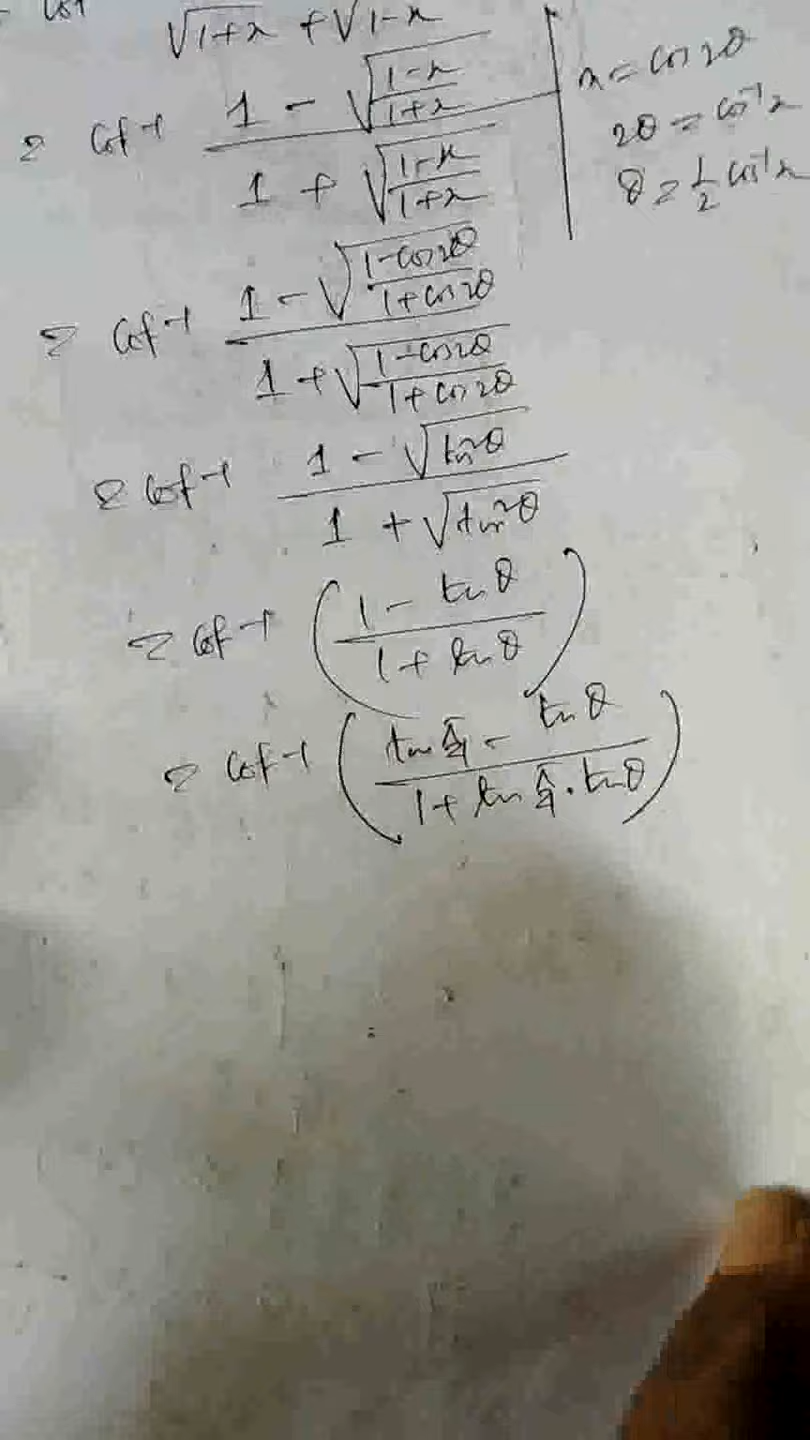 √1+x + √1-x
= cot⁻¹ (1 - √((1-x)/(1+x))) / (1 + √((1-x)/(1+x)))
= cot⁻¹ (1 - √((1-cos2θ)/(1+cos2θ))) / (1 + √((1-cos2θ)/(1+cos2θ)))
= cot⁻¹ (1 - √tan²θ) / (1 + √tan²θ)
= cot⁻¹ ((1 - tanθ) / (1 + tanθ))
= cot⁻¹ ((tan π/4 - tanθ) / (1 + tan π/4 · tanθ))
x = cos2θ
2θ = cos⁻¹x
θ = 1/2 cos⁻¹x